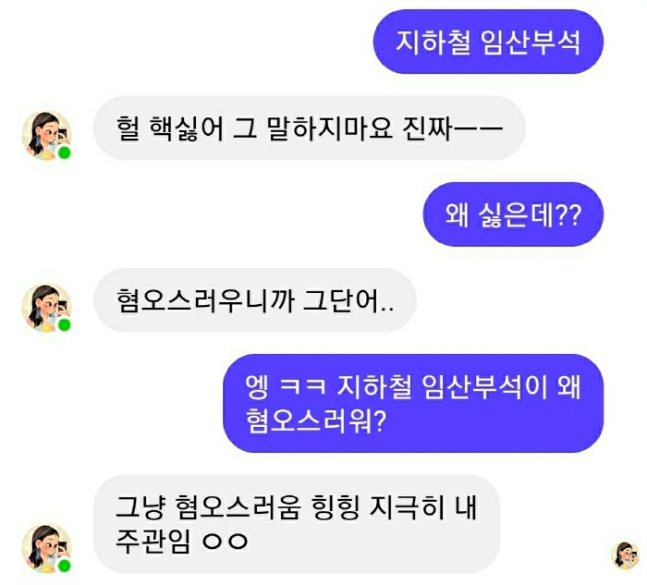 지하철 임산부석
헐 핵싫어 그 말하지마요 진짜ㅡㅡ
왜 싫은데??
혐오스러우니까 그단어..
엥 ㅋㅋ 지하철 임산부석이 왜
혐오스러워?
그냥 혐오스러움 힝힝 지극히 내
주관임 ㅇㅇ